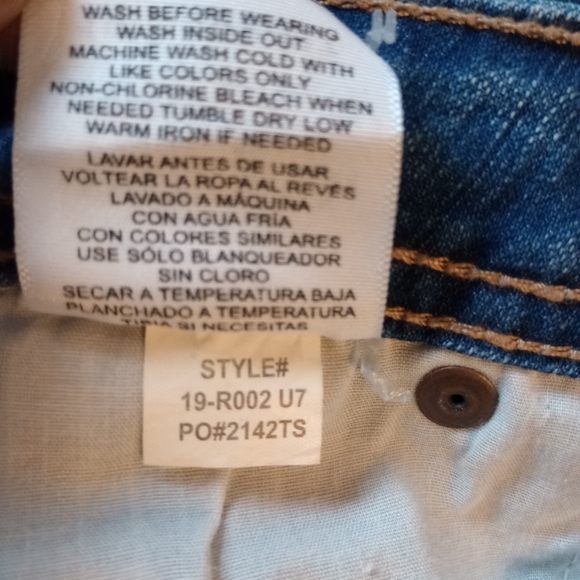 WASH BEFORE WEARING
WASH INSIDE OUT
MACHINE WASH COLD WITH
LIKE COLORS ONLY
NON-CHLORINE BLEACH WHEN
NEEDED TUMBLE DRY LOW
WARM IRON IF NEEDED
LAVAR ANTES DE USAR
VOLTEAR LA ROPA AL REVÉS
LAVADO A MÁQUINA
CON AGUA FRÍA
CON COLORES SIMILARES
USE SÓLO BLANQUEADOR
SIN CLORO
SECAR A TEMPERATURA BAJA
PLANCHADO A TEMPERATURA
TIBIA SI NECESITAS
STYLE#
19-R002 U7
PO#2142TS